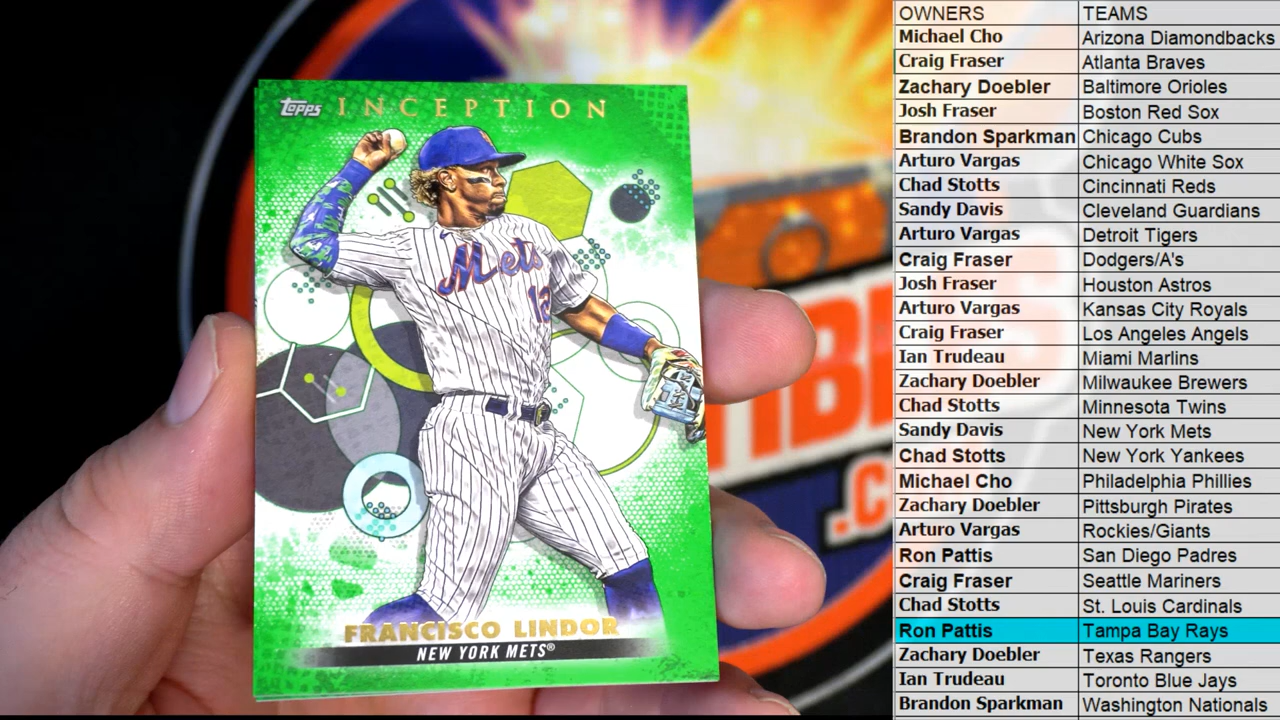 topps INCEPTION
Mets
12
FRANCISCO LINDOR
NEW YORK METS®
.C
OWNERS TEAMS
Michael Cho Arizona Diamondbacks
Craig Fraser Atlanta Braves
Zachary Doebler Baltimore Orioles
Josh Fraser Boston Red Sox
Brandon Sparkman Chicago Cubs
Arturo Vargas Chicago White Sox
Chad Stotts Cincinnati Reds
Sandy Davis Cleveland Guardians
Arturo Vargas Detroit Tigers
Craig Fraser Dodgers/A's
Josh Fraser Houston Astros
Arturo Vargas Kansas City Royals
Craig Fraser Los Angeles Angels
Ian Trudeau Miami Marlins
Zachary Doebler Milwaukee Brewers
Chad Stotts Minnesota Twins
Sandy Davis New York Mets
Chad Stotts New York Yankees
Michael Cho Philadelphia Phillies
Zachary Doebler Pittsburgh Pirates
Arturo Vargas Rockies/Giants
Ron Pattis San Diego Padres
Craig Fraser Seattle Mariners
Chad Stotts St. Louis Cardinals
Ron Pattis Tampa Bay Rays
Zachary Doebler Texas Rangers
Ian Trudeau Toronto Blue Jays
Brandon Sparkman Washington Nationals